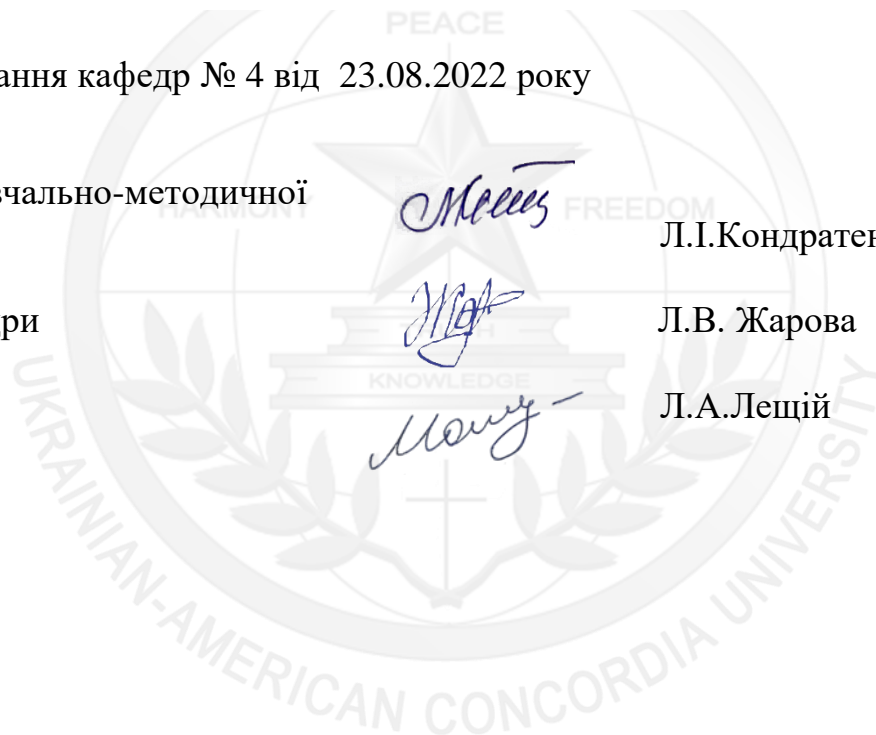 PEACE
ання кафедр № 4 від 23.08.2022 року
вчально-методичної
HARMONY FREEDOM
Л.І.Кондратен
дри Л.В. Жарова
KNOWLEDGE
Л.А.Лещій
UKRAINIAN-AMERICAN CONCORDIA UNIVERSITY